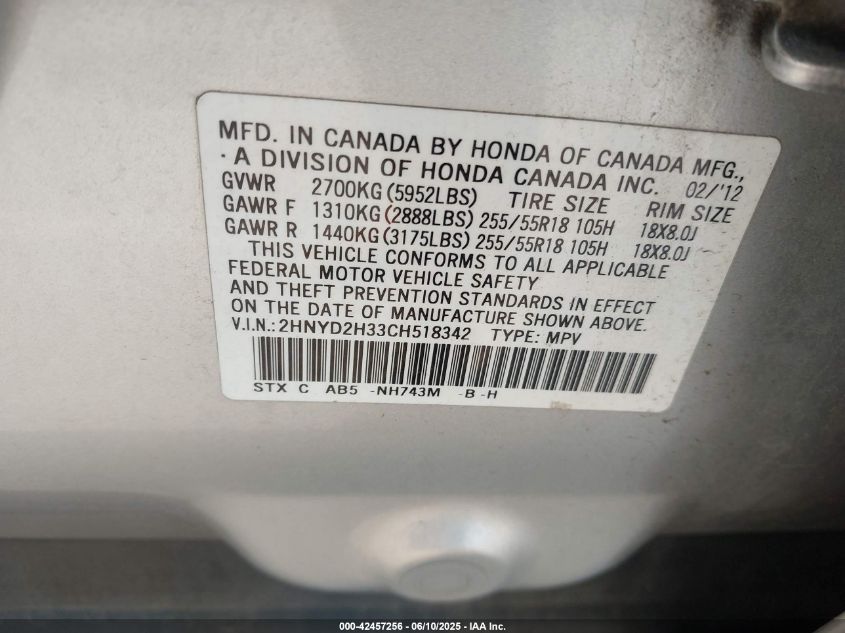 MFD. IN CANADA BY HONDA OF CANADA MFG.,
· A DIVISION OF HONDA CANADA INC. 02/'12
GVWR 2700KG (5952LBS) TIRE SIZE RIM SIZE
GAWR F 1310KG (2888LBS) 255/55R18 105H 18X8.0J
GAWR R 1440KG (3175LBS) 255/55R18 105H 18X8.0J
THIS VEHICLE CONFORMS TO ALL APPLICABLE
FEDERAL MOTOR VEHICLE SAFETY
AND THEFT PREVENTION STANDARDS IN EFFECT
ON THE DATE OF MANUFACTURE SHOWN ABOVE.
V.I.N.: 2HNYD2H33CH518342 TYPE: MPV
STX C AB5 -NH743M -B -H
000-42457256 - 06/10/2025 - IAA Inc.